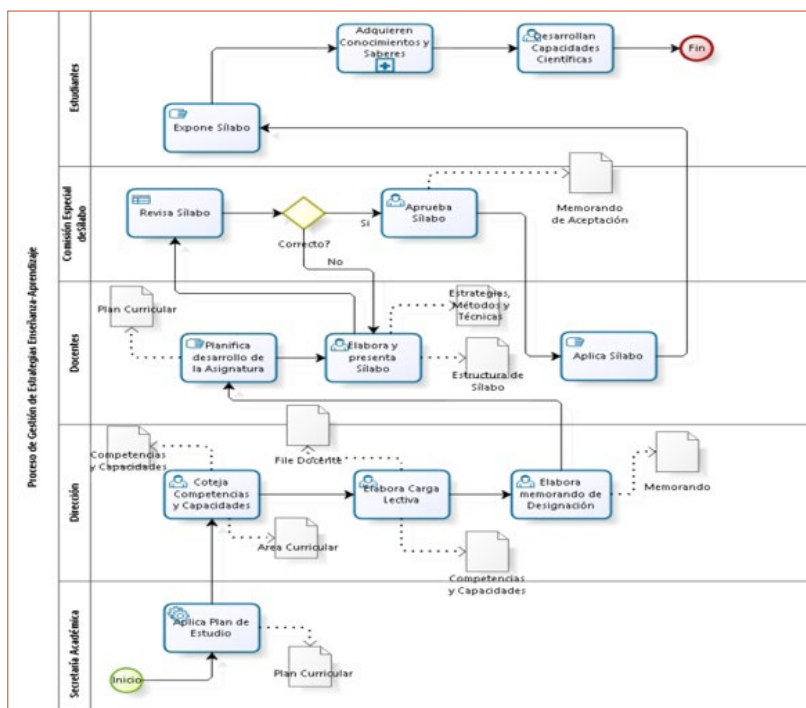 Proceso de Gestión de Estrategias Enseñanza-Aprendizaje
Estudiantes
Adquieren
Conocimientos y
Saberes
Desarrollan
Capacidades
Científicas
Fin
Expone Sílabo
Comisión Especial
deSílabo
Revisa Sílabo
Correcto?
Si
No
Aprueba
Sílabo
Memorando
de Aceptación
Docentes
Plan Curricular
Planifica
desarrollo de
la Asignatura
Elabora y
presenta
Sílabo
Estrategias,
Métodos y
Técnicas
Estructura de
Sílabo
Aplica Sílabo
Dirección
Competencias
y Capacidades
Coteja
Competencias
y Capacidades
Area Curricular
File Docente
Elabora Carga
Lectiva
Competencias
y Capacidades
Elabora
memorando de
Designación
Memorando
Secretaría Académica
Aplica Plan de
Estudio
Plan Curricular
Inicio